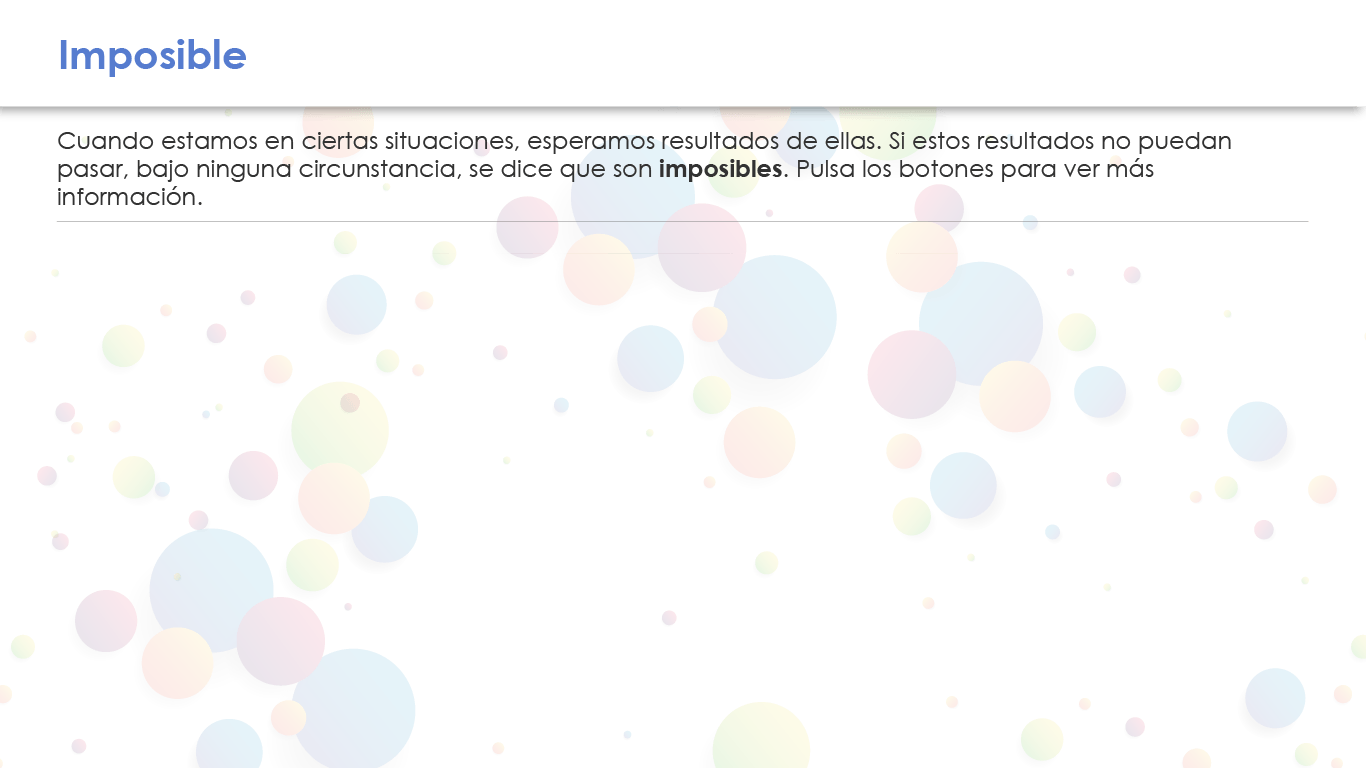 Imposible
Cuando estamos en ciertas situaciones, esperamos resultados de ellas. Si estos resultados no puedan
pasar, bajo ninguna circunstancia, se dice que son imposibles. Pulsa los botones para ver más
información.